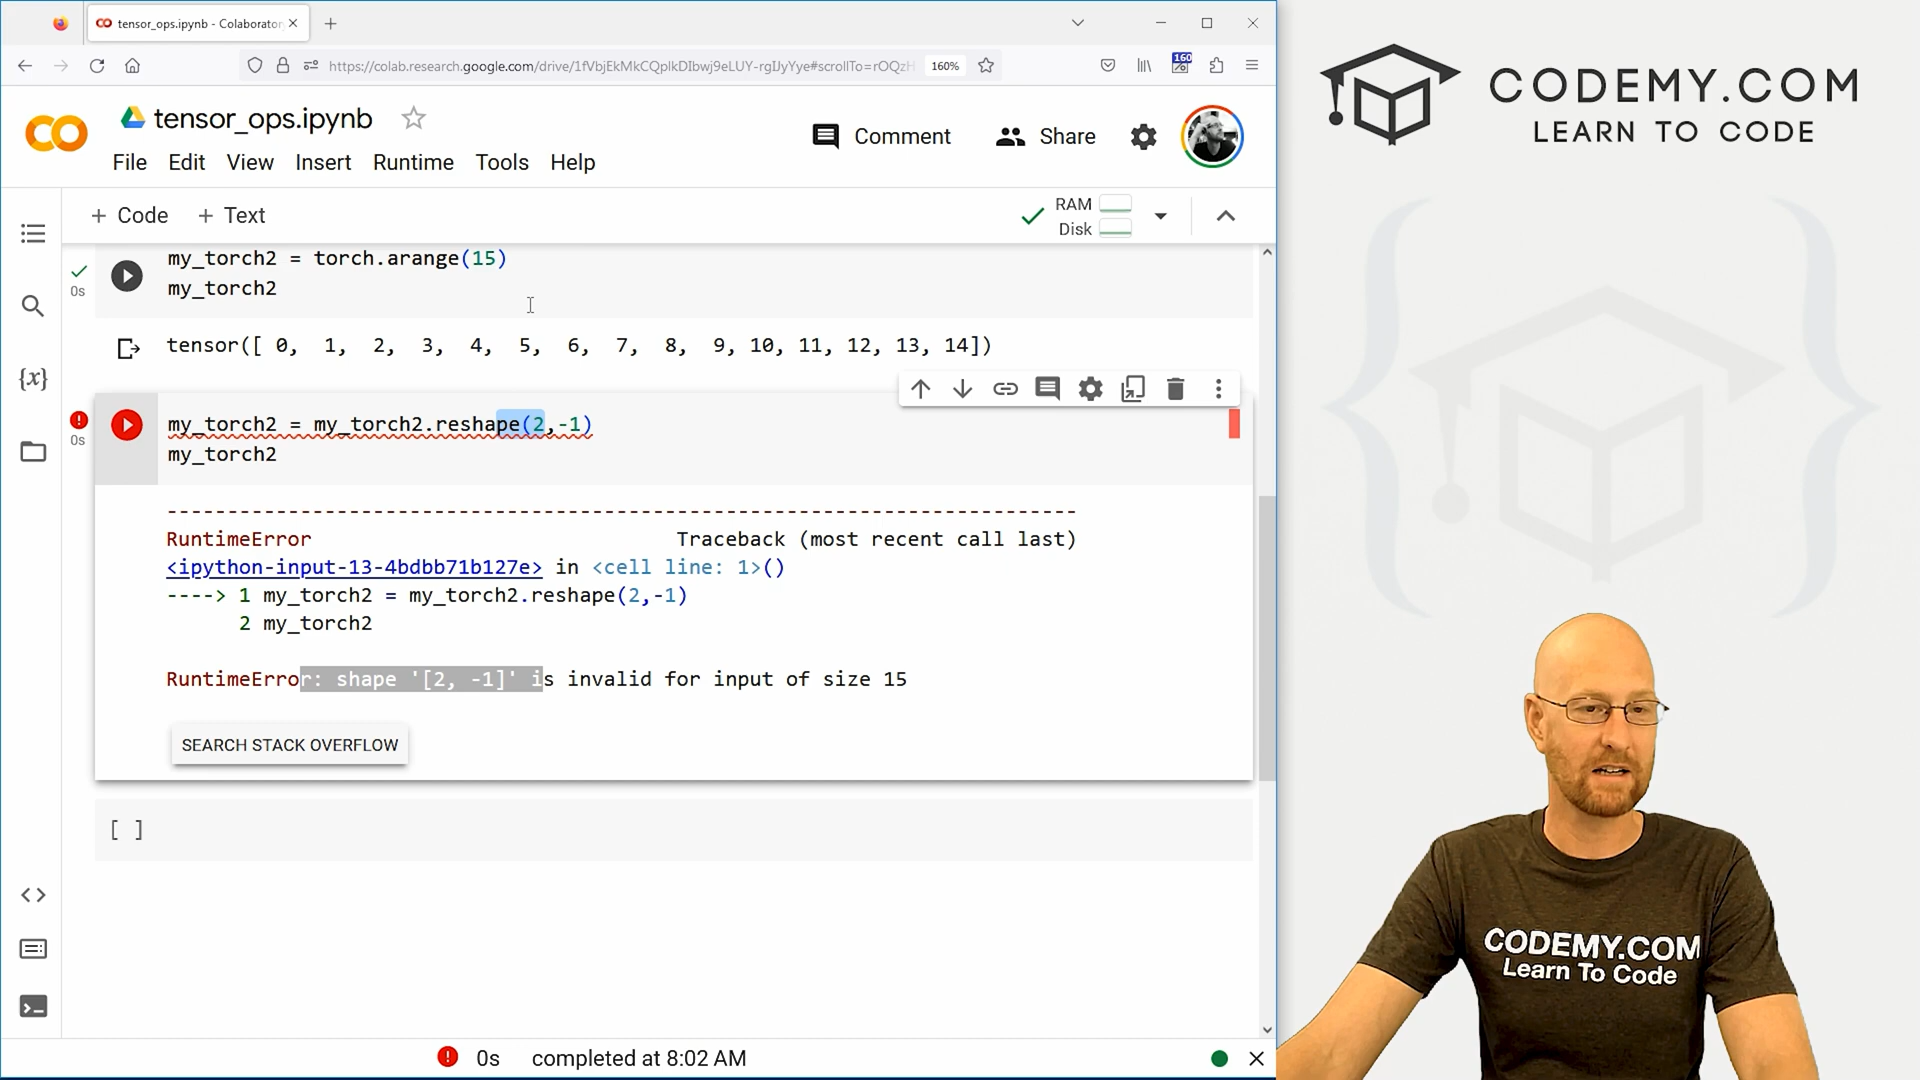 tensor_ops.ipynb - Colaborator
https://colab.research.google.com/drive/1fVbjEkMkCQplkDIbwj9eLUY-rgIJyYye#scrollTo=rOQzH
160%
160
tensor_ops.ipynb
Comment
Share
File Edit View Insert Runtime Tools Help
+ Code + Text
RAM
Disk
my_torch2 = torch.arange(15)
my_torch2
0s
tensor([ 0, 1, 2, 3, 4, 5, 6, 7, 8, 9, 10, 11, 12, 13, 14])
my_torch2 = my_torch2.reshape(2,-1)
my_torch2
0s
---------------------------------------------------------------------------
RuntimeError Traceback (most recent call last)
<ipython-input-13-4bdbb71b127e> in <cell line: 1>()
----> 1 my_torch2 = my_torch2.reshape(2,-1)
2 my_torch2
RuntimeError: shape '[2, -1]' is invalid for input of size 15
SEARCH STACK OVERFLOW
[ ]
0s completed at 8:02 AM
CODEMY.COM
LEARN TO CODE
CODEMY.COM
Learn To Code